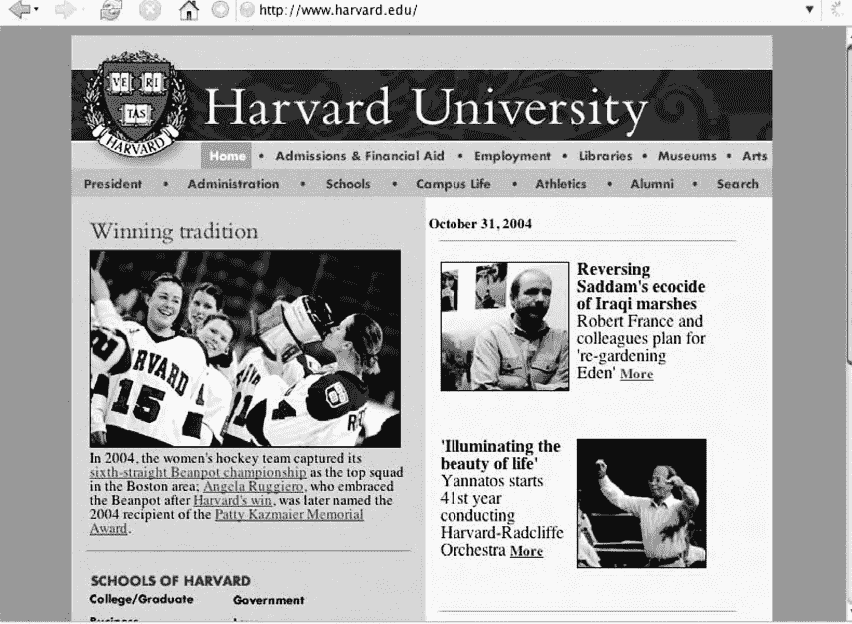 http://www.harvard.edu/
VE RI
TAS
HARVARD
Harvard University
Home • Admissions & Financial Aid • Employment • Libraries • Museums • Arts
President • Administration • Schools • Campus Life • Athletics • Alumni • Search
Winning tradition
HARVARD
15
In 2004, the women's hockey team captured its
sixth-straight Beanpot championship as the top squad
in the Boston area; Angela Ruggiero, who embraced
the Beanpot after Harvard's win, was later named the
2004 recipient of the Patty Kazmaier Memorial
Award.
SCHOOLS OF HARVARD
College/Graduate Government
October 31, 2004
Reversing
Saddam's ecocide
of Iraqi marshes
Robert France and
colleagues plan for
're-gardening
Eden' More
'Illuminating the
beauty of life'
Yannatos starts
41st year
conducting
Harvard-Radcliffe
Orchestra More